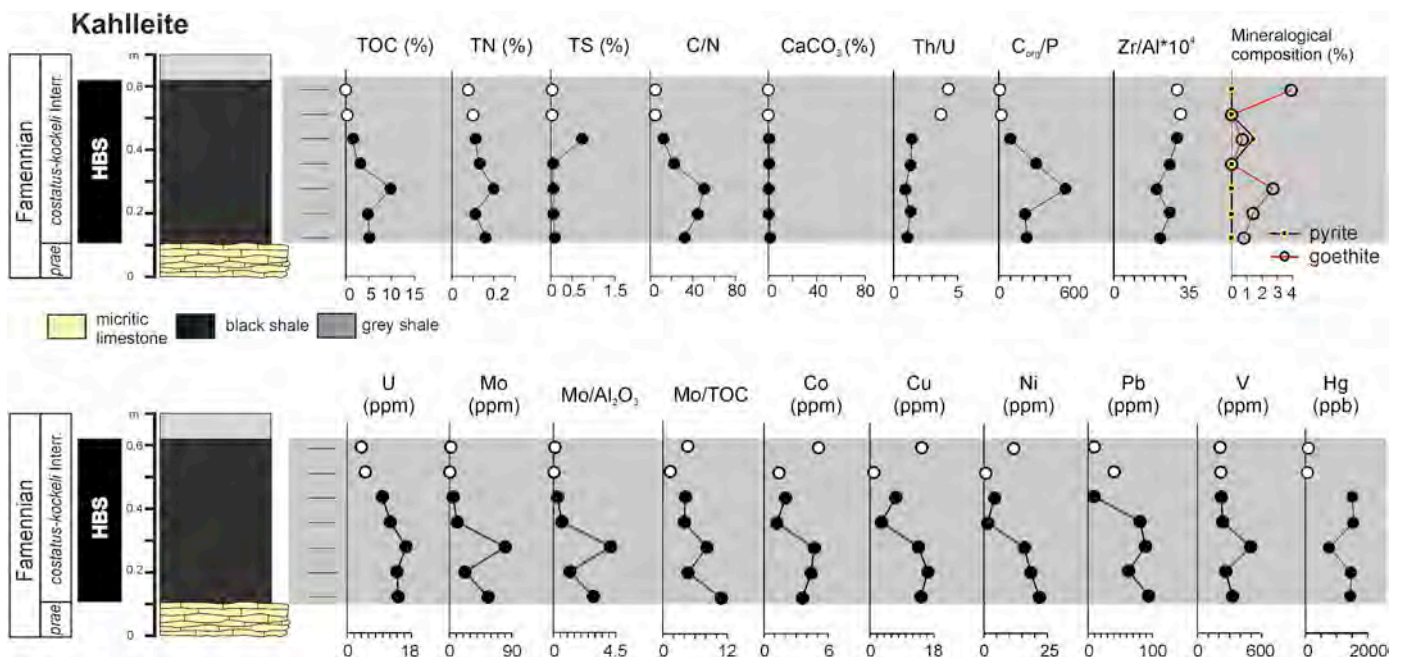 Kahlleite
TOC (%) TN (%) TS (%) C/N CaCO₃ (%) Th/U Cₒᵣg/P Zr/Al*10⁴ Mineralogical
composition (%)
m
Famennian
costatus-kockeli Interr.
prae.
HBS
0,8
0.4
0.2
0
pyrite
goethite
0 5 10 15 0 0.2 0 0.5 1.5 0 40 80 0 40 80 0 5 0 600 0 35 0 1 2 3 4
micritic
limestone
black shale
grey shale
U
(ppm)
Mo
(ppm)
Mo/Al₂O₃
Mo/TOC
Co
(ppm)
Cu
(ppm)
Ni
(ppm)
Pb
(ppm)
V
(ppm)
Hg
(ppb)
m
Famennian
costatus-kockeli Interr.
prae.
HBS
0,6
0.4
0.2
0
0 18 0 90 0 4.5 0 12 0 6 0 18 0 25 0 100 0 600 0 2000